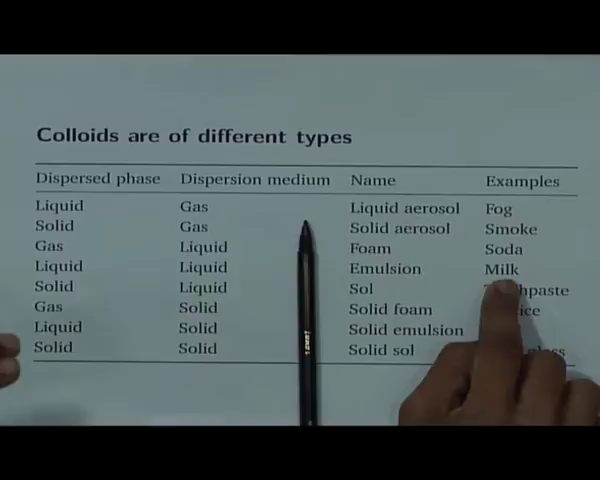 Colloids are of different types
Dispersed phase Dispersion medium Name Examples
Liquid Gas Liquid aerosol Fog
Solid Gas Solid aerosol Smoke
Gas Liquid Foam Soda
Liquid Liquid Emulsion Milk
Solid Liquid Sol
Gas Solid Solid foam
Liquid Solid Solid emulsion
Solid Solid Solid sol